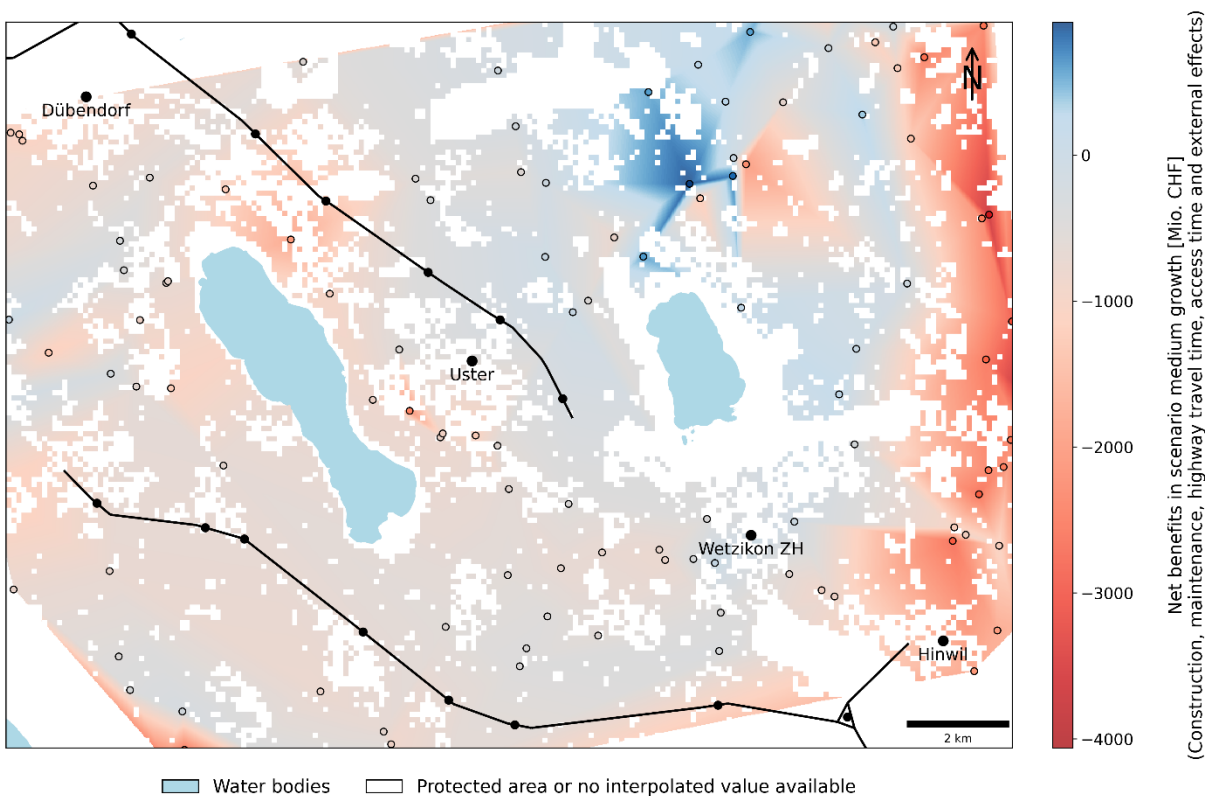 N
Dübendorf
Uster
Wetzikon ZH
Hinwil
2 km
0
−1000
−2000
−3000
−4000
Net benefits in scenario medium growth [Mio. CHF]
(Construction, maintenance, highway travel time, access time and external effects)
Water bodies
Protected area or no interpolated value available